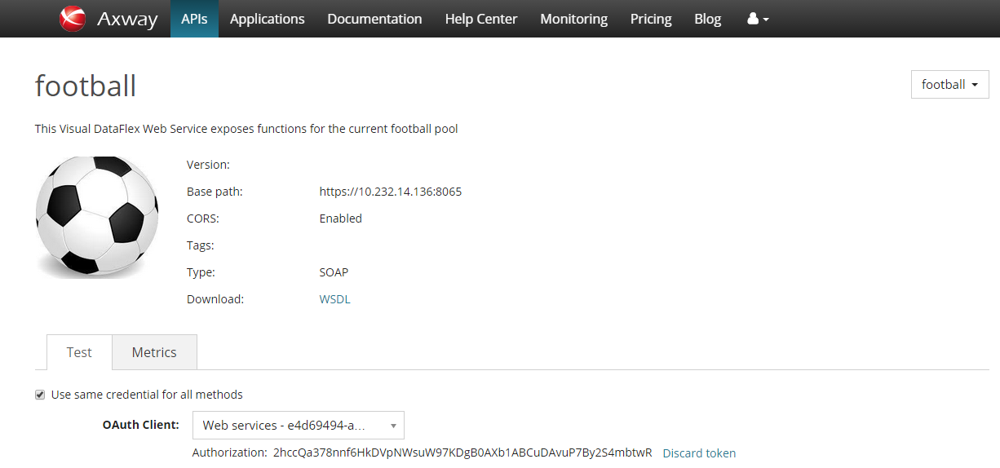 Axway APIs Applications Documentation Help Center Monitoring Pricing Blog
football
football
This Visual DataFlex Web Service exposes functions for the current football pool
Version:
Base path: https://10.232.14.136:8065
CORS: Enabled
Tags:
Type: SOAP
Download: WSDL
Test Metrics
Use same credential for all methods
OAuth Client: Web services - e4d69494-a...
Authorization: 2hccQa378nnf6HkDVpNWsuW97KDgB0AXb1ABCuDAvuP7By2S4mbtwR Discard token